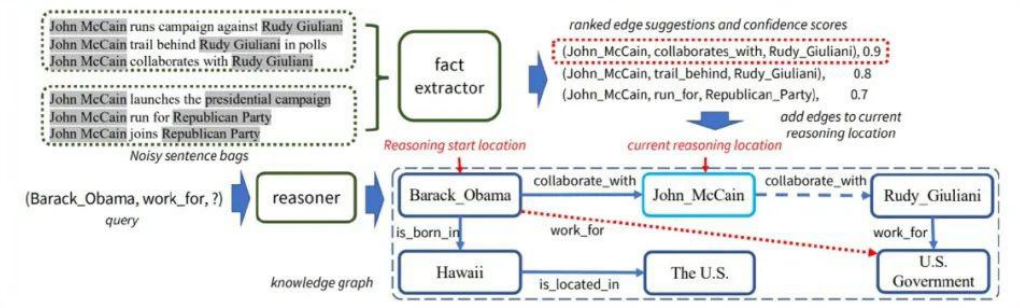 John McCain runs campaign against Rudy Giuliani
John McCain trail behind Rudy Giuliani in polls
John McCain collaborates with Rudy Giuliani
John McCain launches the presidential campaign
John McCain run for Republican Party
John McCain joins Republican Party
Noisy sentence bags
fact
extractor
ranked edge suggestions and confidence scores
(John_McCain, collaborates_with, Rudy_Giuliani), 0.9
(John_McCain, trail_behind, Rudy_Giuliani), 0.8
(John_McCain, run_for, Republican_Party), 0.7
add edges to current
reasoning location
Reasoning start location
current reasoning location
(Barack_Obama, work_for, ?)
query
reasoner
Barack_Obama
collaborate_with
John_McCain
collaborate_with
Rudy_Giuliani
is_born_in
work_for
work_for
Hawaii
is_located_in
The U.S.
U.S.
Government
knowledge graph